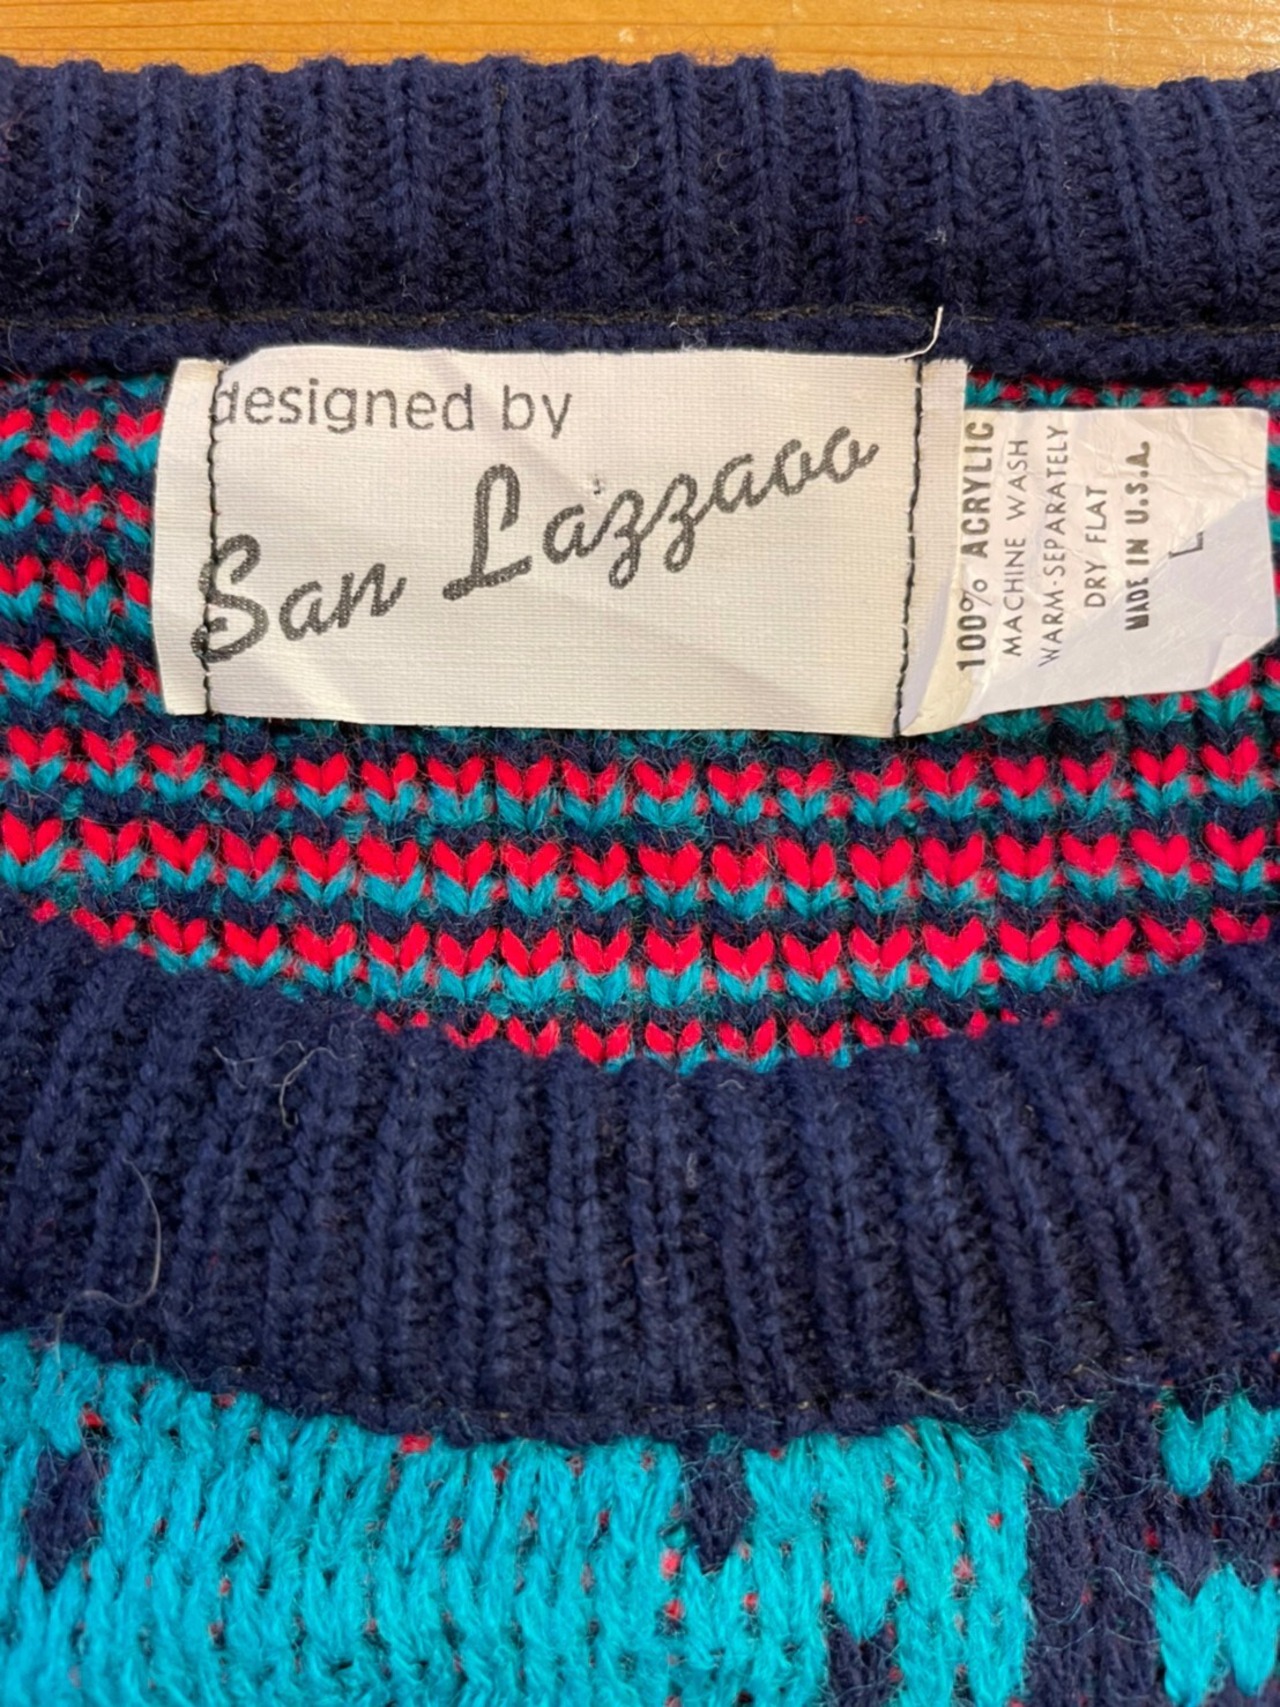 designed by
San Lazzaoo
100% ACRYLIC
MACHINE WASH
WARM-SEPARATELY
DRY FLAT
MADE IN U.S.A.
L